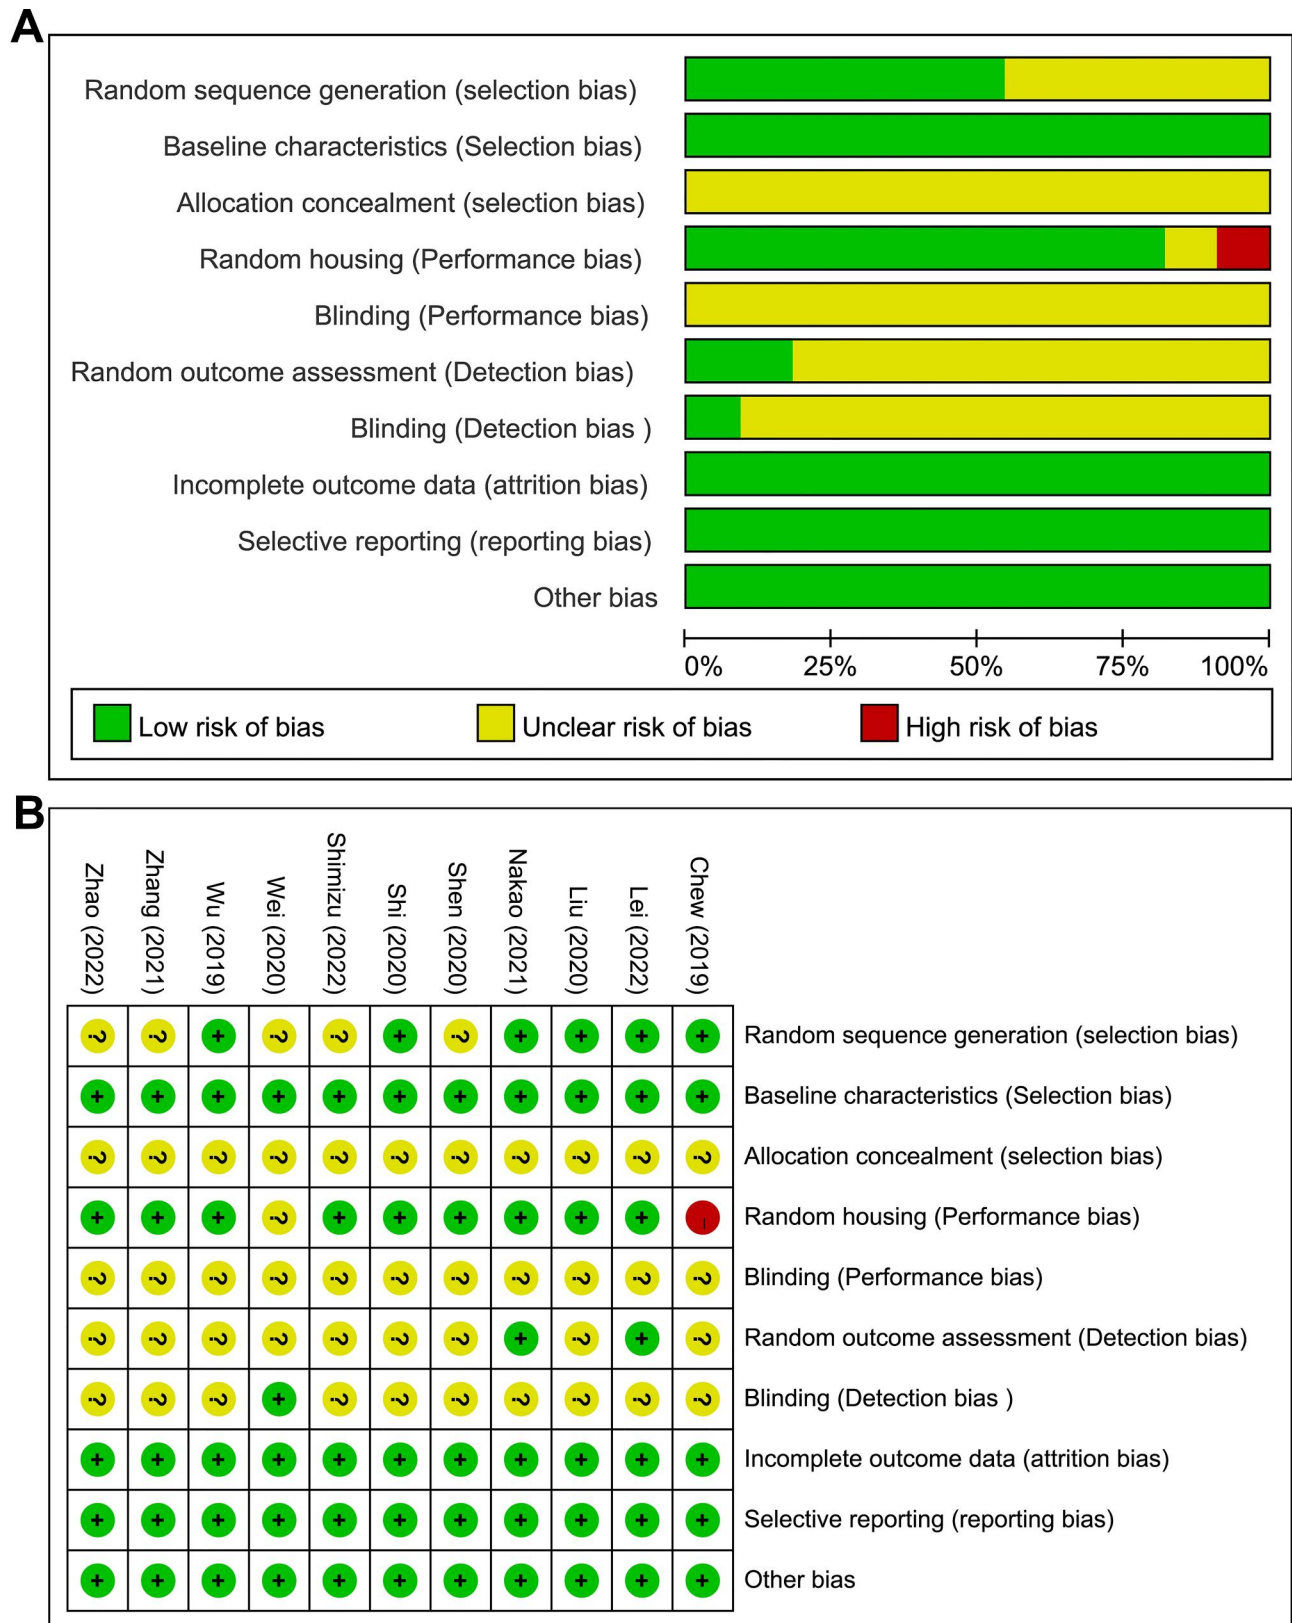 A
Random sequence generation (selection bias)
Baseline characteristics (Selection bias)
Allocation concealment (selection bias)
Random housing (Performance bias)
Blinding (Performance bias)
Random outcome assessment (Detection bias)
Blinding (Detection bias )
Incomplete outcome data (attrition bias)
Selective reporting (reporting bias)
Other bias
0% 25% 50% 75% 100%
Low risk of bias Unclear risk of bias High risk of bias
B
Zhao (2022)
Zhang (2021)
Wu (2019)
Wei (2020)
Shimizu (2022)
Shi (2020)
Shen (2020)
Nakao (2021)
Liu (2020)
Lei (2022)
Chew (2019)
? ? + ? ? + ? + + + + Random sequence generation (selection bias)
+ + + + + + + + + + + Baseline characteristics (Selection bias)
? ? ? ? ? ? ? ? ? ? ? Allocation concealment (selection bias)
+ + + ? + + + + + + – Random housing (Performance bias)
? ? ? ? ? ? ? ? ? ? ? Blinding (Performance bias)
? ? ? ? ? ? ? + ? + ? Random outcome assessment (Detection bias)
? ? ? + ? ? ? ? ? ? ? Blinding (Detection bias )
+ + + + + + + + + + + Incomplete outcome data (attrition bias)
+ + + + + + + + + + + Selective reporting (reporting bias)
+ + + + + + + + + + + Other bias